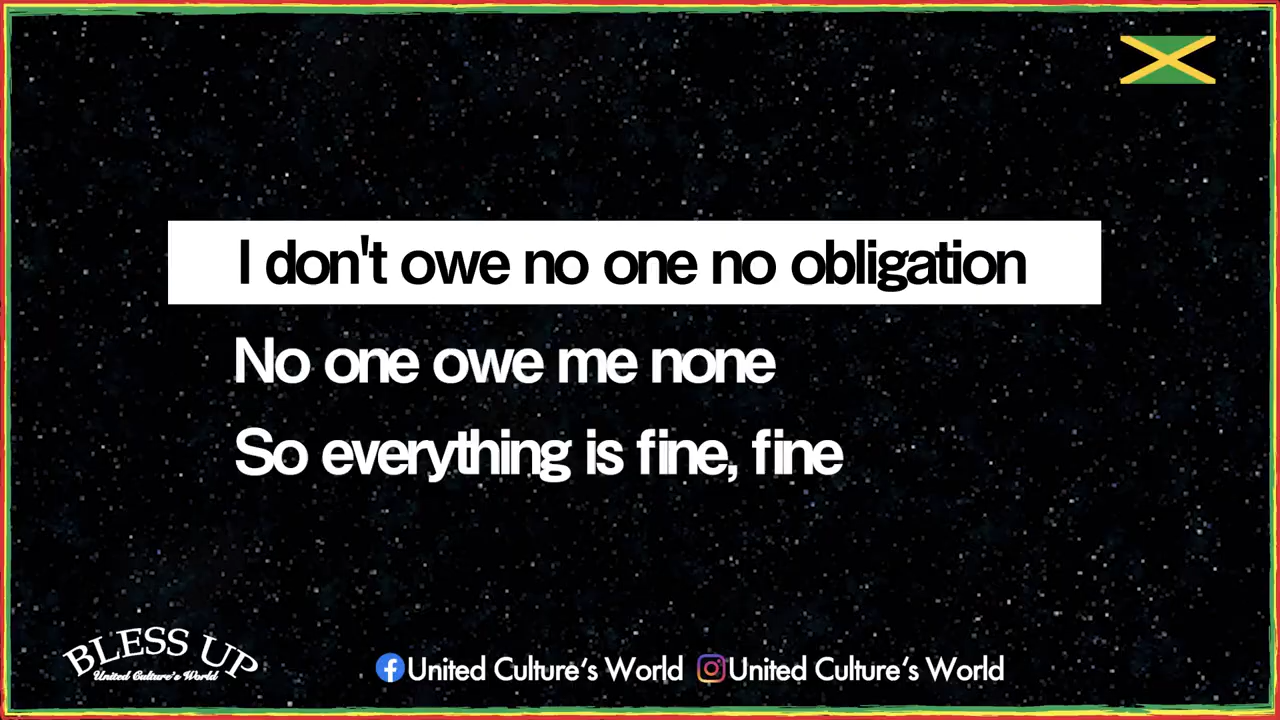 I don't owe no one no obligation
No one owe me none
So everything is fine, fine
BLESS UP
United Culture's World
United Culture's World United Culture's World